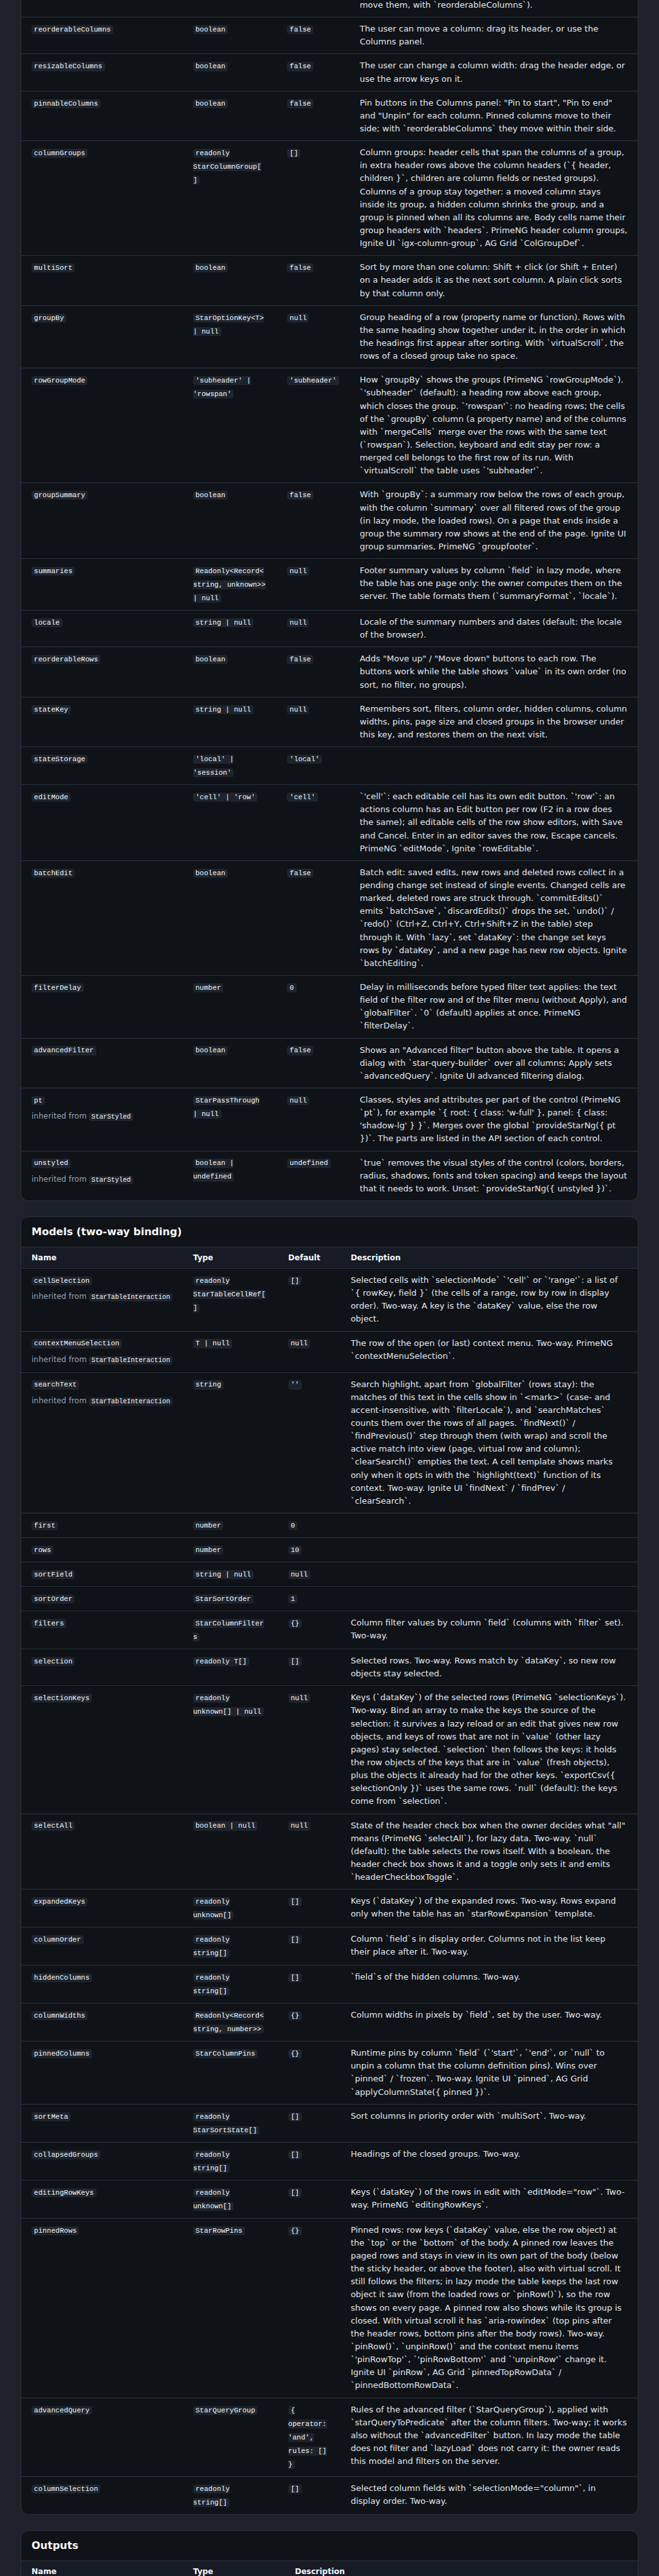 move them, with `reorderableColumns`).
reorderableColumns boolean false The user can move a column: drag its header, or use the
Columns panel.
resizableColumns boolean false The user can change a column width: drag the header edge, or
use the arrow keys on it.
pinnableColumns boolean false Pin buttons in the Columns panel: "Pin to start", "Pin to end"
and "Unpin" for each column. Pinned columns move to their
side; with `reorderableColumns` they move within their side.
columnGroups readonly [] Column groups: header cells that span the columns of a group,
StarColumnGroup[ in extra header rows above the column headers (`{ header,
] children }`, children are column fields or nested groups).
Columns of a group stay together: a moved column stays
inside its group, a hidden column shrinks the group, and a
group is pinned when all its columns are. Body cells name their
group headers with `headers`. PrimeNG header column groups,
Ignite UI `igx-column-group`, AG Grid `ColGroupDef`.
multiSort boolean false Sort by more than one column: Shift + click (or Shift + Enter)
on a header adds it as the next sort column. A plain click sorts
by that column only.
groupBy StarOptionKey<T> null Group heading of a row (property name or function). Rows with
| null the same heading show together under it, in the order in which
the headings first appear after sorting. With `virtualScroll`, the
rows of a closed group take no space.
rowGroupMode 'subheader' | 'subheader' How `groupBy` shows the groups (PrimeNG `rowGroupMode`).
'rowspan' `'subheader'` (default): a heading row above each group,
which closes the group. `'rowspan'`: no heading rows; the cells
of the `groupBy` column (a property name) and of the columns
with `mergeCells` merge over the rows with the same text
(`rowspan`). Selection, keyboard and edit stay per row: a
merged cell belongs to the first row of its run. With
`virtualScroll` the table uses `'subheader'`.
groupSummary boolean false With `groupBy`: a summary row below the rows of each group,
with the column `summary` over all filtered rows of the group
(in lazy mode, the loaded rows). On a page that ends inside a
group the summary row shows at the end of the page. Ignite UI
group summaries, PrimeNG `groupfooter`.
summaries Readonly<Record< null Footer summary values by column `field` in lazy mode, where
string, unknown>> the table has one page only: the owner computes them on the
| null server. The table formats them (`summaryFormat`, `locale`).
locale string | null null Locale of the summary numbers and dates (default: the locale
of the browser).
reorderableRows boolean false Adds "Move up" / "Move down" buttons to each row. The
buttons work while the table shows `value` in its own order (no
sort, no filter, no groups).
stateKey string | null null Remembers sort, filters, column order, hidden columns, column
widths, pins, page size and closed groups in the browser under
this key, and restores them on the next visit.
stateStorage 'local' | 'local'
'session'
editMode 'cell' | 'row' 'cell' `'cell'`: each editable cell has its own edit button. `'row'`: an
actions column has an Edit button per row (F2 in a row does
the same); all editable cells of the row show editors, with Save
and Cancel. Enter in an editor saves the row, Escape cancels.
PrimeNG `editMode`, Ignite `rowEditable`.
batchEdit boolean false Batch edit: saved edits, new rows and deleted rows collect in a
pending change set instead of single events. Changed cells are
marked, deleted rows are struck through. `commitEdits()`
emits `batchSave`, `discardEdits()` drops the set, `undo()` /
`redo()` (Ctrl+Z, Ctrl+Y, Ctrl+Shift+Z in the table) step
through it. With `lazy`, set `dataKey`: the change set keys
rows by `dataKey`, and a new page has new row objects. Ignite
`batchEditing`.
filterDelay number 0 Delay in milliseconds before typed filter text applies: the text
field of the filter row and of the filter menu (without Apply), and
`globalFilter`. `0` (default) applies at once. PrimeNG
`filterDelay`.
advancedFilter boolean false Shows an "Advanced filter" button above the table. It opens a
dialog with `star-query-builder` over all columns; Apply sets
`advancedQuery`. Ignite UI advanced filtering dialog.
pt StarPassThrough null Classes, styles and attributes per part of the control (PrimeNG
inherited from StarStyled | null `pt`), for example `{ root: { class: 'w-full' }, panel: { class:
'shadow-lg' } }`. Merges over the global `provideStarNg({ pt
})`. The parts are listed in the API section of each control.
unstyled boolean | undefined `true` removes the visual styles of the control (colors, borders,
inherited from StarStyled undefined radius, shadows, fonts and token spacing) and keeps the layout
that it needs to work. Unset: `provideStarNg({ unstyled })`.
Models (two-way binding)
Name Type Default Description
cellSelection readonly [] Selected cells with `selectionMode` `'cell'` or `'range'`: a list of
inherited from StarTableInteraction StarTableCellRef[ `{ rowKey, field }` (the cells of a range, row by row in display
] order). Two-way. A key is the `dataKey` value, else the row
object.
contextMenuSelection T | null null The row of the open (or last) context menu. Two-way. PrimeNG
inherited from StarTableInteraction `contextMenuSelection`.
searchText string '' Search highlight, apart from `globalFilter` (rows stay): the
inherited from StarTableInteraction matches of this text in the cells show in `<mark>` (case- and
accent-insensitive, with `filterLocale`), and `searchMatches`
counts them over the rows of all pages. `findNext()` /
`findPrevious()` step through them (with wrap) and scroll the
active match into view (page, virtual row and column);
`clearSearch()` empties the text. A cell template shows marks
only when it opts in with the `highlight(text)` function of its
context. Two-way. Ignite UI `findNext` / `findPrev` /
`clearSearch`.
first number 0
rows number 10
sortField string | null null
sortOrder StarSortOrder 1
filters StarColumnFilter {} Column filter values by column `field` (columns with `filter` set).
s Two-way.
selection readonly T[] [] Selected rows. Two-way. Rows match by `dataKey`, so new row
objects stay selected.
selectionKeys readonly null Keys (`dataKey`) of the selected rows (PrimeNG `selectionKeys`).
unknown[] | null Two-way. Bind an array to make the keys the source of the
selection: it survives a lazy reload or an edit that gives new row
objects, and keys of rows that are not in `value` (other lazy
pages) stay selected. `selection` then follows the keys: it holds
the row objects of the keys that are in `value` (fresh objects),
plus the objects it already had for the other keys. `exportCsv({
selectionOnly })` uses the same rows. `null` (default): the keys
come from `selection`.
selectAll boolean | null null State of the header check box when the owner decides what "all"
means (PrimeNG `selectAll`), for lazy data. Two-way. `null`
(default): the table selects the rows itself. With a boolean, the
header check box shows it and a toggle only sets it and emits
`headerCheckboxToggle`.
expandedKeys readonly [] Keys (`dataKey`) of the expanded rows. Two-way. Rows expand
unknown[] only when the table has an `starRowExpansion` template.
columnOrder readonly [] Column `field`s in display order. Columns not in the list keep
string[] their place after it. Two-way.
hiddenColumns readonly [] `field`s of the hidden columns. Two-way.
string[]
columnWidths Readonly<Record< {} Column widths in pixels by `field`, set by the user. Two-way.
string, number>>
pinnedColumns StarColumnPins {} Runtime pins by column `field` (`'start'`, `'end'`, or `null` to
unpin a column that the column definition pins). Wins over
`pinned` / `frozen`. Two-way. Ignite UI `pinned`, AG Grid
`applyColumnState({ pinned })`.
sortMeta readonly [] Sort columns in priority order with `multiSort`. Two-way.
StarSortState[]
collapsedGroups readonly [] Headings of the closed groups. Two-way.
string[]
editingRowKeys readonly [] Keys (`dataKey`) of the rows in edit with `editMode="row"`. Two-
unknown[] way. PrimeNG `editingRowKeys`.
pinnedRows StarRowPins {} Pinned rows: row keys (`dataKey` value, else the row object) at
the `top` or to the `bottom` of the body. A pinned row leaves the
paged rows and stays in view in its own part of the body (below
the sticky header, or above the footer), also with virtual scroll. It
still follows the filters; in lazy mode the table keeps the last row
object it saw (from the loaded rows or `pinRow()`), so the row
shows on every page. A pinned row also shows while its group is
closed. With virtual scroll it has `aria-rowindex` (top pins after
the header rows, bottom pins after the body rows). Two-way.
`pinRow()`, `unpinRow()` and the context menu items
`'pinRowTop'`, `'pinRowBottom'` and `'unpinRow'` change it.
Ignite UI `pinRow`, AG Grid `pinnedTopRowData` /
`pinnedBottomRowData`.
advancedQuery StarQueryGroup { Rules of the advanced filter (`StarQueryGroup`), applied with
operator: `starQueryToPredicate` after the column filters. Two-way; it works
'and', also without the `advancedFilter` button. In lazy mode the table
rules: [] does not filter and `lazyLoad` does not carry it: the owner reads
} this model and filters on the server.
columnSelection readonly [] Selected column fields with `selectionMode="column"`, in
string[] display order. Two-way.
Outputs
Name Type Description